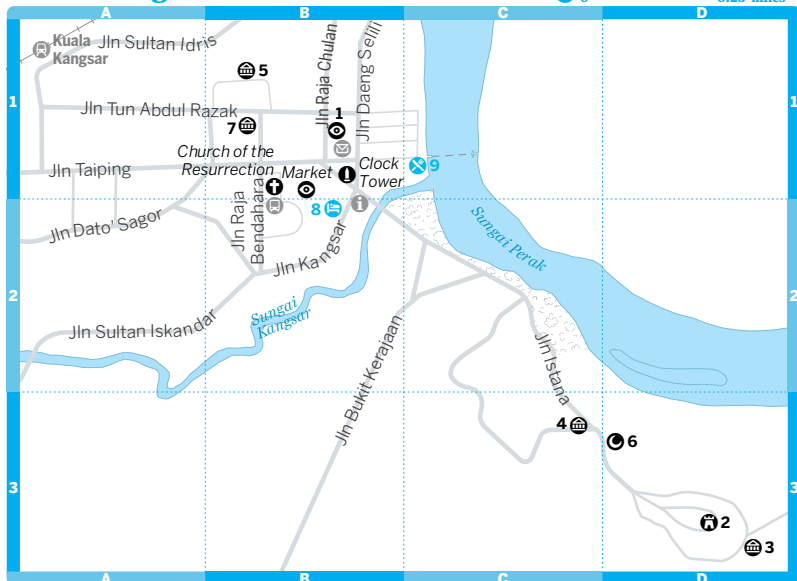 A
B
C
D
Kuala
Kangsar
Jln Sultan Idris
Jln Raja Chulan
Jln Daeng Selili
5
1
1
Jln Tun Abdul Razak
1
7
Church of the
Resurrection
Market
Clock
Tower
9
Jln Taiping
8
Jln Raja
Bendahara
Jln Dato' Sagor
Jln Kangsar
Sungai Perak
2
2
Sungai
Kangsar
Jln Sultan Iskandar
Jln Bukit Kerajaan
Jln Istana
4
6
3
3
2
3
A
B
C
D